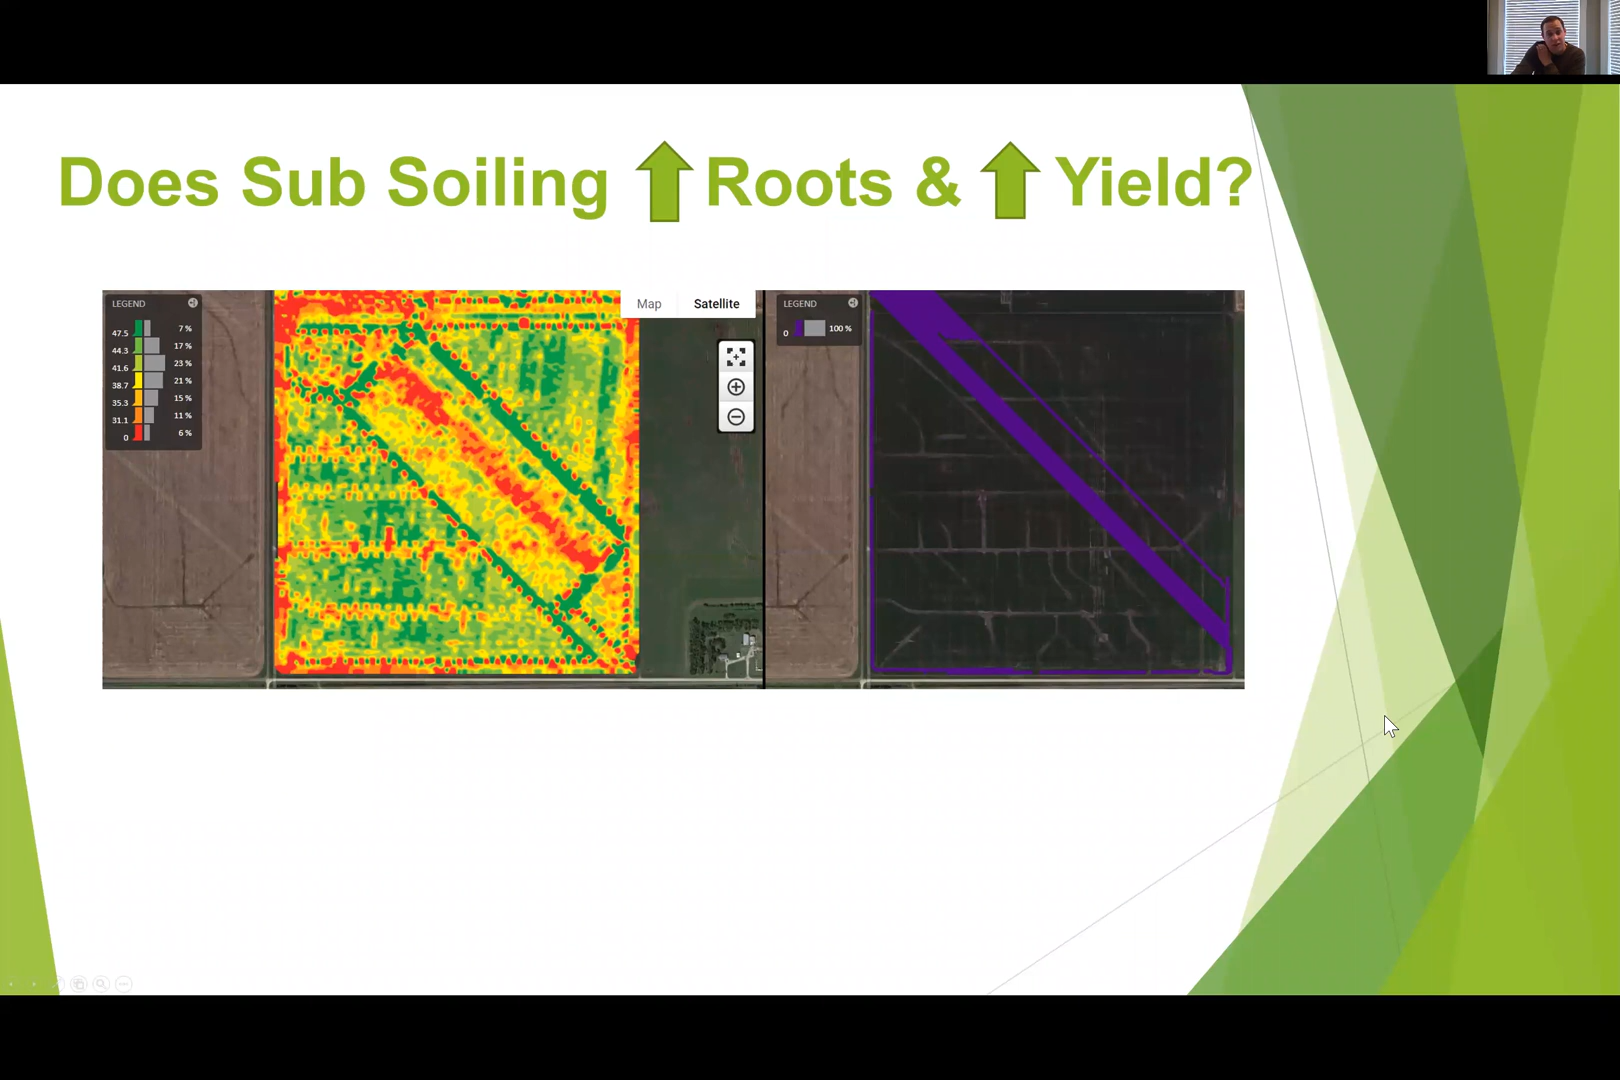 Does Sub Soiling Roots & Yield?
LEGEND
47.5 7 %
44.3 17 %
41.6 23 %
38.7 21 %
35.3 15 %
31.1 11 %
0 6 %
Map Satellite
LEGEND
0 100 %